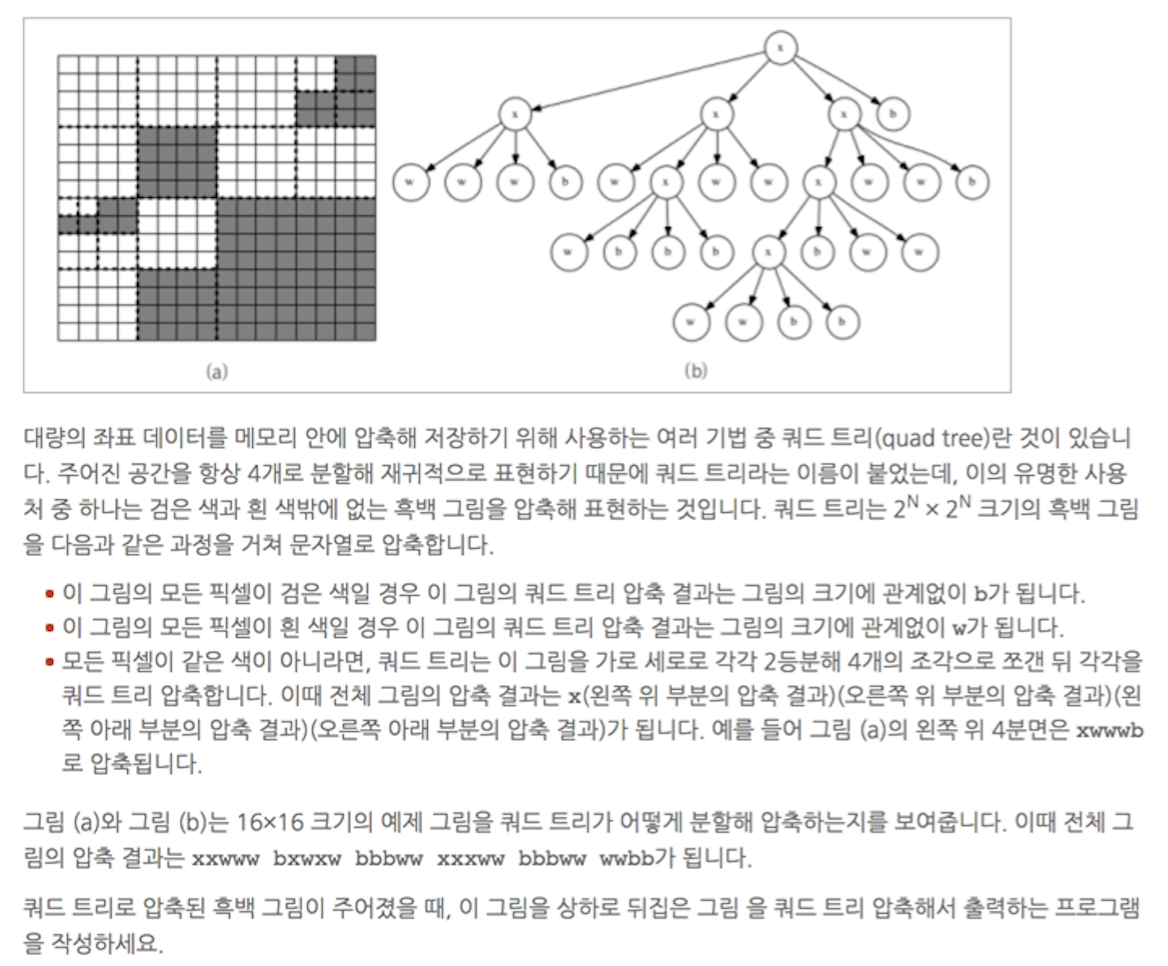 x
x
x
x
b
w
w
w
b
w
x
w
w
x
w
w
b
w
b
b
b
x
b
w
w
w
w
b
b
(a)
(b)
대량의 좌표 데이터를 메모리 안에 압축해 저장하기 위해 사용하는 여러 기법 중 쿼드 트리(quad tree)란 것이 있습니
다. 주어진 공간을 항상 4개로 분할해 재귀적으로 표현하기 때문에 쿼드 트리라는 이름이 붙었는데, 이의 유명한 사용
처 중 하나는 검은 색과 흰 색밖에 없는 흑백 그림을 압축해 표현하는 것입니다. 쿼드 트리는 2^N × 2^N 크기의 흑백 그림
을 다음과 같은 과정을 거쳐 문자열로 압축합니다.
▪ 이 그림의 모든 픽셀이 검은 색일 경우 이 그림의 쿼드 트리 압축 결과는 그림의 크기에 관계없이 b가 됩니다.
▪ 이 그림의 모든 픽셀이 흰 색일 경우 이 그림의 쿼드 트리 압축 결과는 그림의 크기에 관계없이 w가 됩니다.
▪ 모든 픽셀이 같은 색이 아니라면, 쿼드 트리는 이 그림을 가로 세로로 각각 2등분해 4개의 조각으로 쪼갠 뒤 각각을
쿼드 트리 압축합니다. 이때 전체 그림의 압축 결과는 x(왼쪽 위 부분의 압축 결과)(오른쪽 위 부분의 압축 결과)(왼
쪽 아래 부분의 압축 결과)(오른쪽 아래 부분의 압축 결과)가 됩니다. 예를 들어 그림 (a)의 왼쪽 위 4분면은 xwwwb
로 압축됩니다.
그림 (a)와 그림 (b)는 16×16 크기의 예제 그림을 쿼드 트리가 어떻게 분할해 압축하는지를 보여줍니다. 이때 전체 그
림의 압축 결과는 xxwww bxwxw bbbww xxxww bbbww wwbb가 됩니다.
쿼드 트리로 압축된 흑백 그림이 주어졌을 때, 이 그림을 상하로 뒤집은 그림 을 쿼드 트리 압축해서 출력하는 프로그램
을 작성하세요.